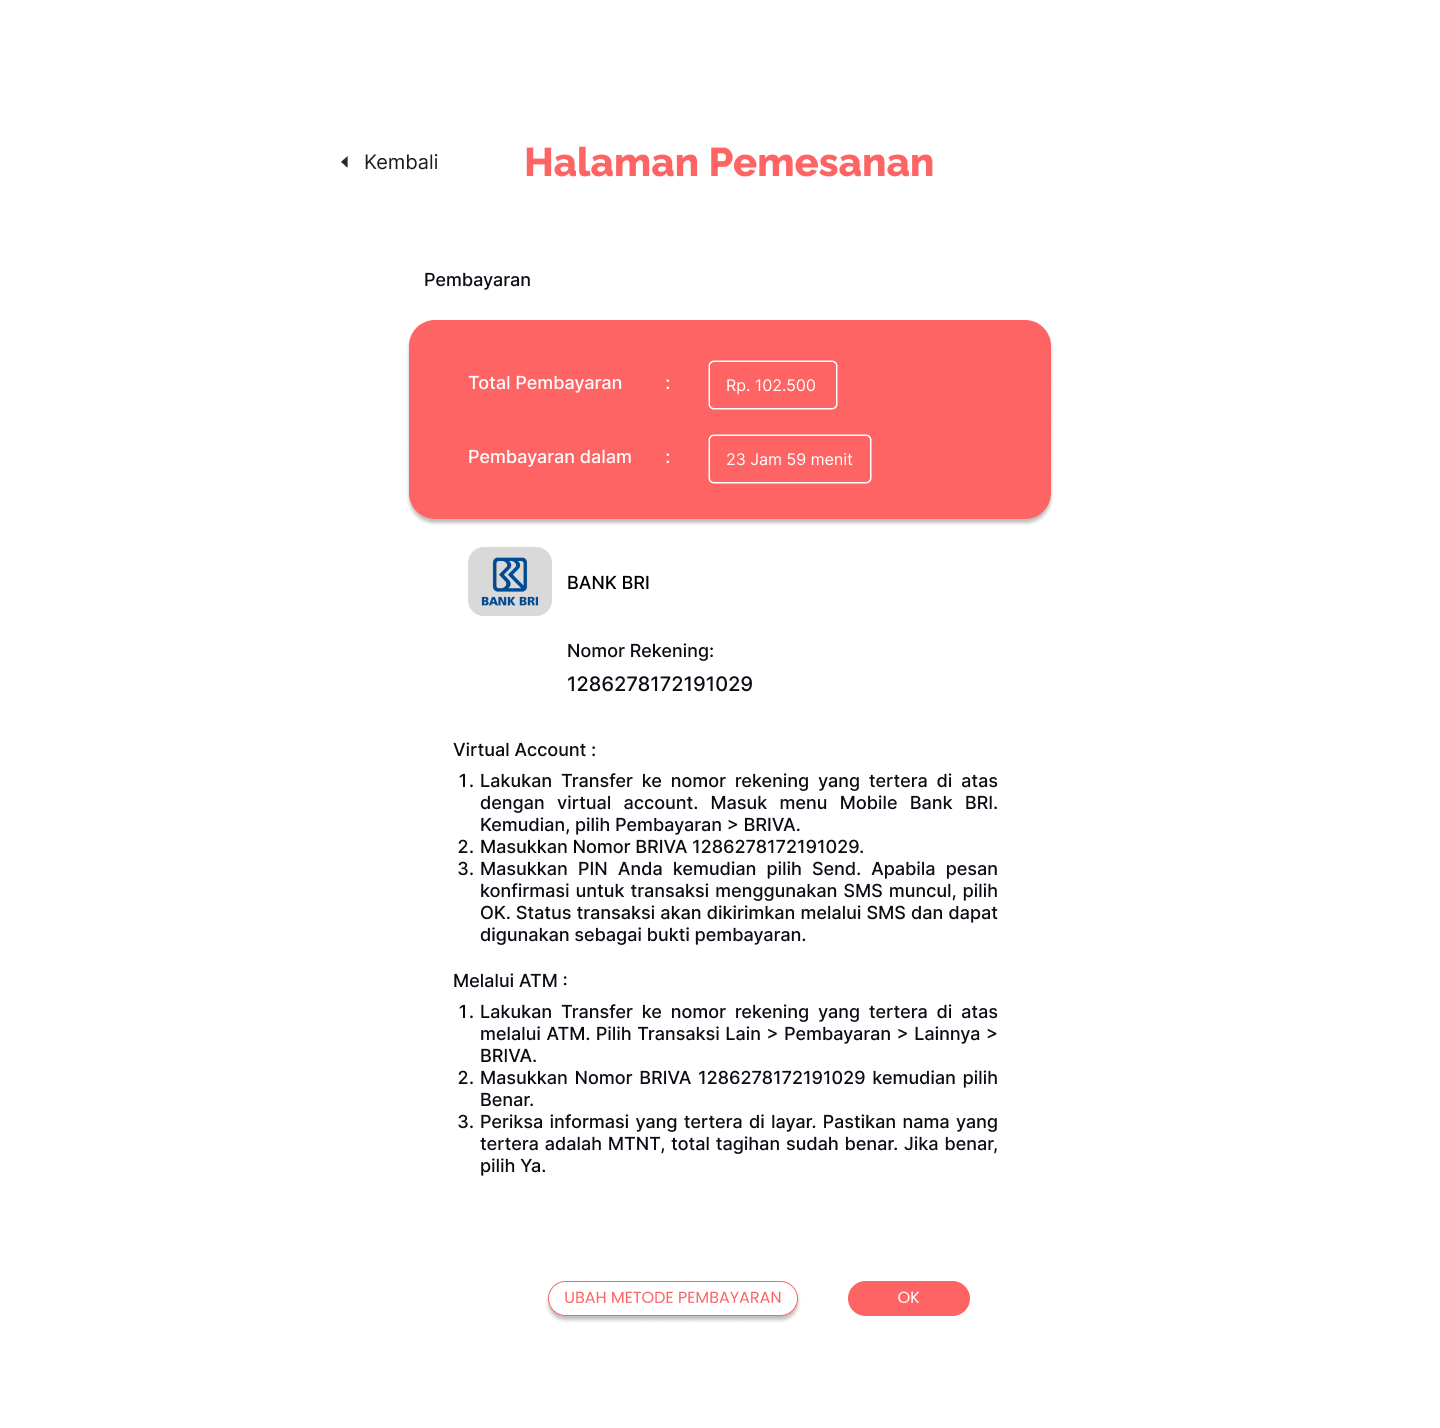 Kembali
Halaman Pemesanan
Pembayaran
Total Pembayaran : Rp. 102.500
Pembayaran dalam : 23 Jam 59 menit
BANK BRI
BANK BRI
Nomor Rekening:
1286278172191029
Virtual Account :
1. Lakukan Transfer ke nomor rekening yang tertera di atas
dengan virtual account. Masuk menu Mobile Bank BRI.
Kemudian, pilih Pembayaran > BRIVA.
2. Masukkan Nomor BRIVA 1286278172191029.
3. Masukkan PIN Anda kemudian pilih Send. Apabila pesan
konfirmasi untuk transaksi menggunakan SMS muncul, pilih
OK. Status transaksi akan dikirimkan melalui SMS dan dapat
digunakan sebagai bukti pembayaran.
Melalui ATM :
1. Lakukan Transfer ke nomor rekening yang tertera di atas
melalui ATM. Pilih Transaksi Lain > Pembayaran > Lainnya >
BRIVA.
2. Masukkan Nomor BRIVA 1286278172191029 kemudian pilih
Benar.
3. Periksa informasi yang tertera di layar. Pastikan nama yang
tertera adalah MTNT, total tagihan sudah benar. Jika benar,
pilih Ya.
UBAH METODE PEMBAYARAN
OK